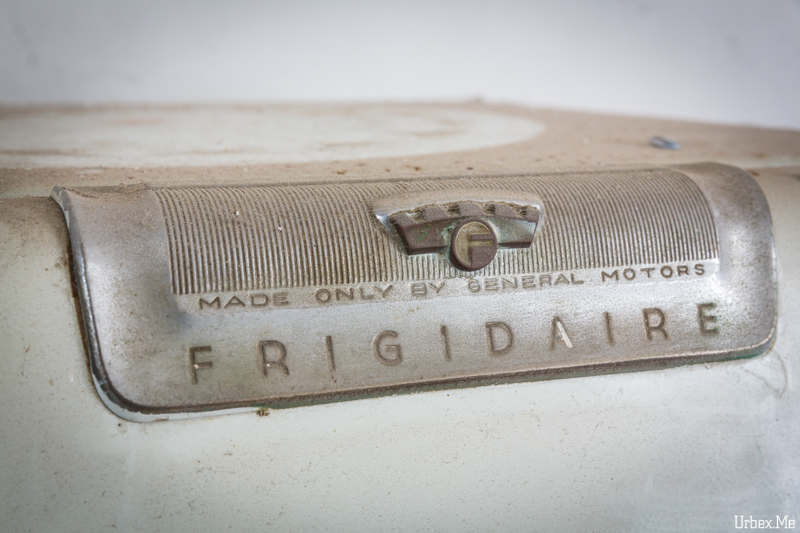 F
MADE ONLY BY GENERAL MOTORS
FRIGIDAIRE
Urbex.Me